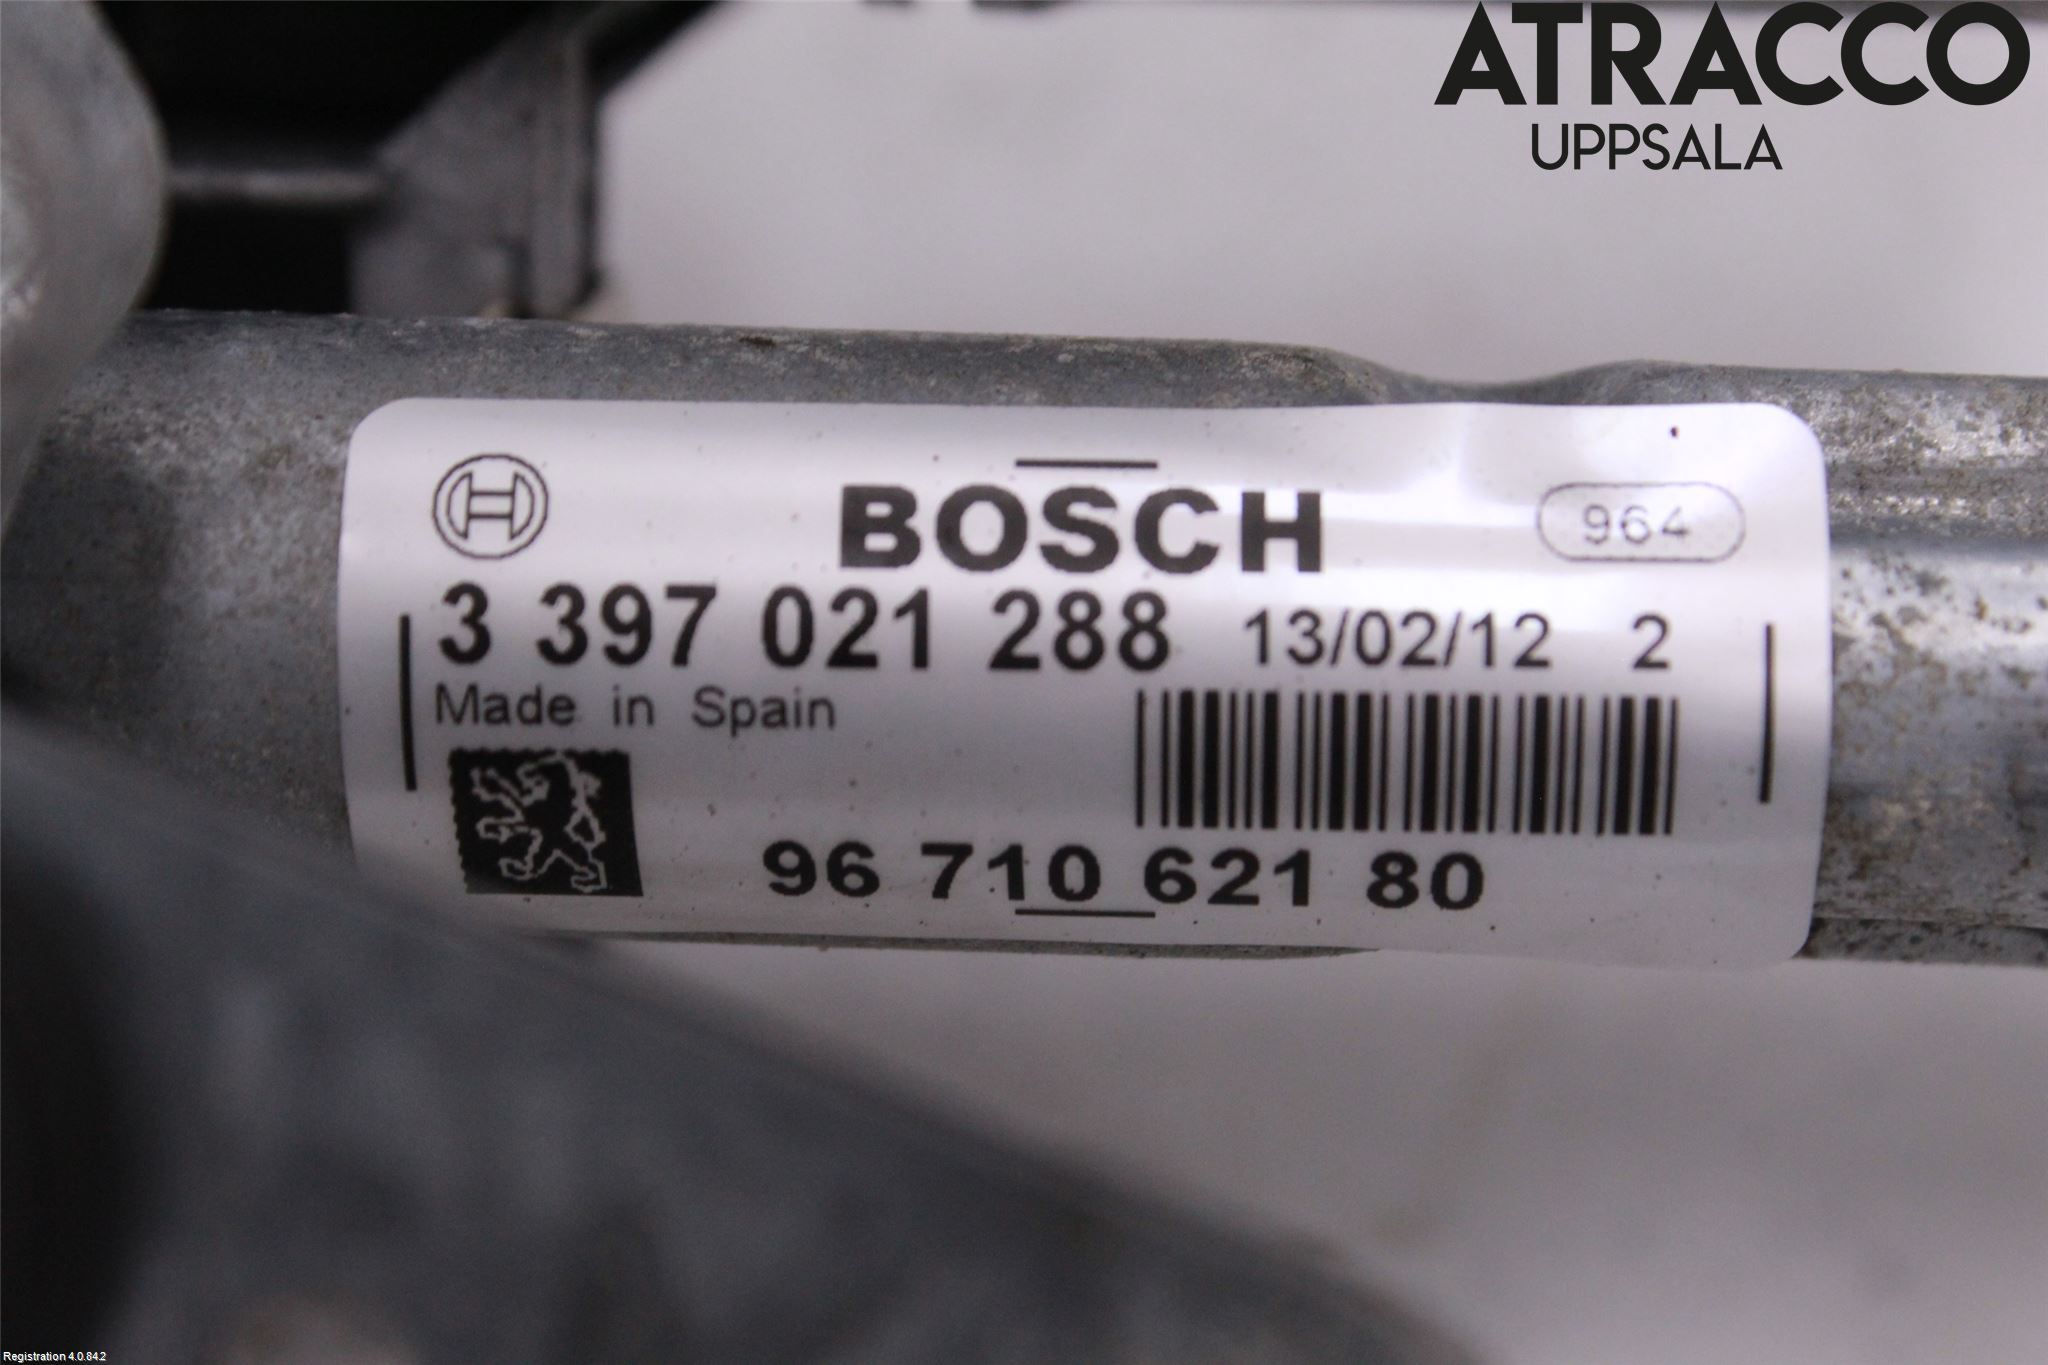 ATRACCO
UPPSALA
BOSCH
964
3 397 021 288 13/02/12 2
Made in Spain
96 710 621 80
Registration 4.0.84.2